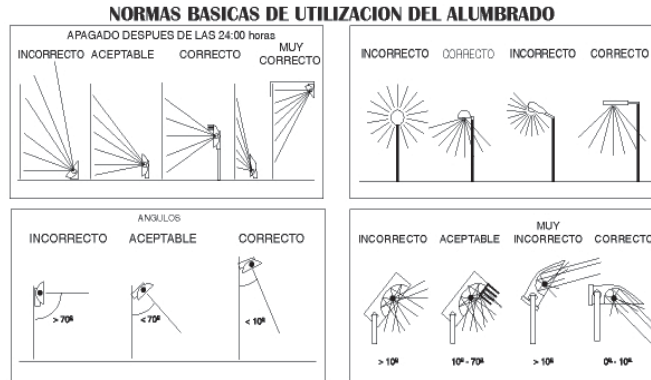 NORMAS BASICAS DE UTILIZACION DEL ALUMBRADO
APAGADO DESPUES DE LAS 24:00 horas
INCORRECTO ACEPTABLE CORRECTO MUY CORRECTO
INCORRECTO CORRECTO INCORRECTO CORRECTO
ANGULOS
INCORRECTO ACEPTABLE CORRECTO
> 70º < 70º < 10º
INCORRECTO ACEPTABLE MUY INCORRECTO CORRECTO
> 10º 10º - 70º > 10º 0º - 10º